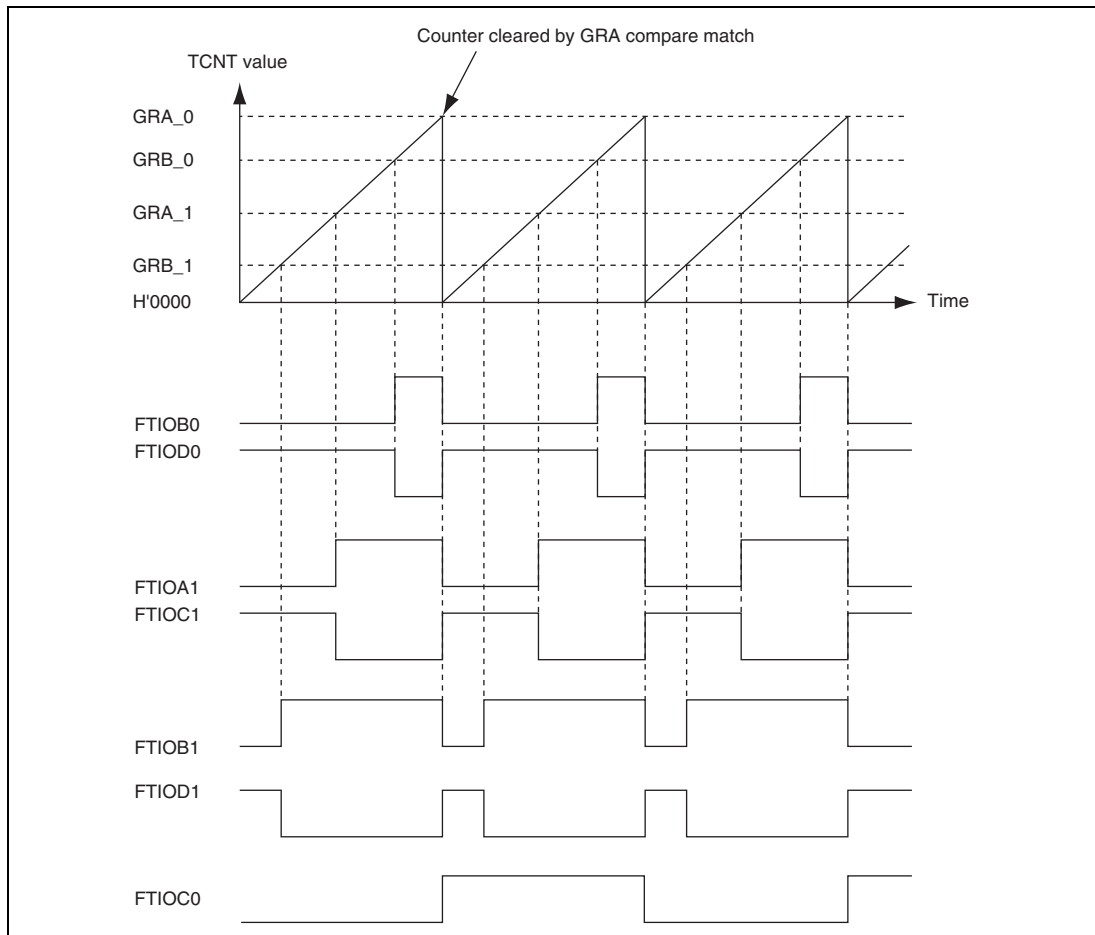 Counter cleared by GRA compare match
TCNT value
GRA_0
GRB_0
GRA_1
GRB_1
H'0000
Time
FTIOB0
FTIOD0
FTIOA1
FTIOC1
FTIOB1
FTIOD1
FTIOC0